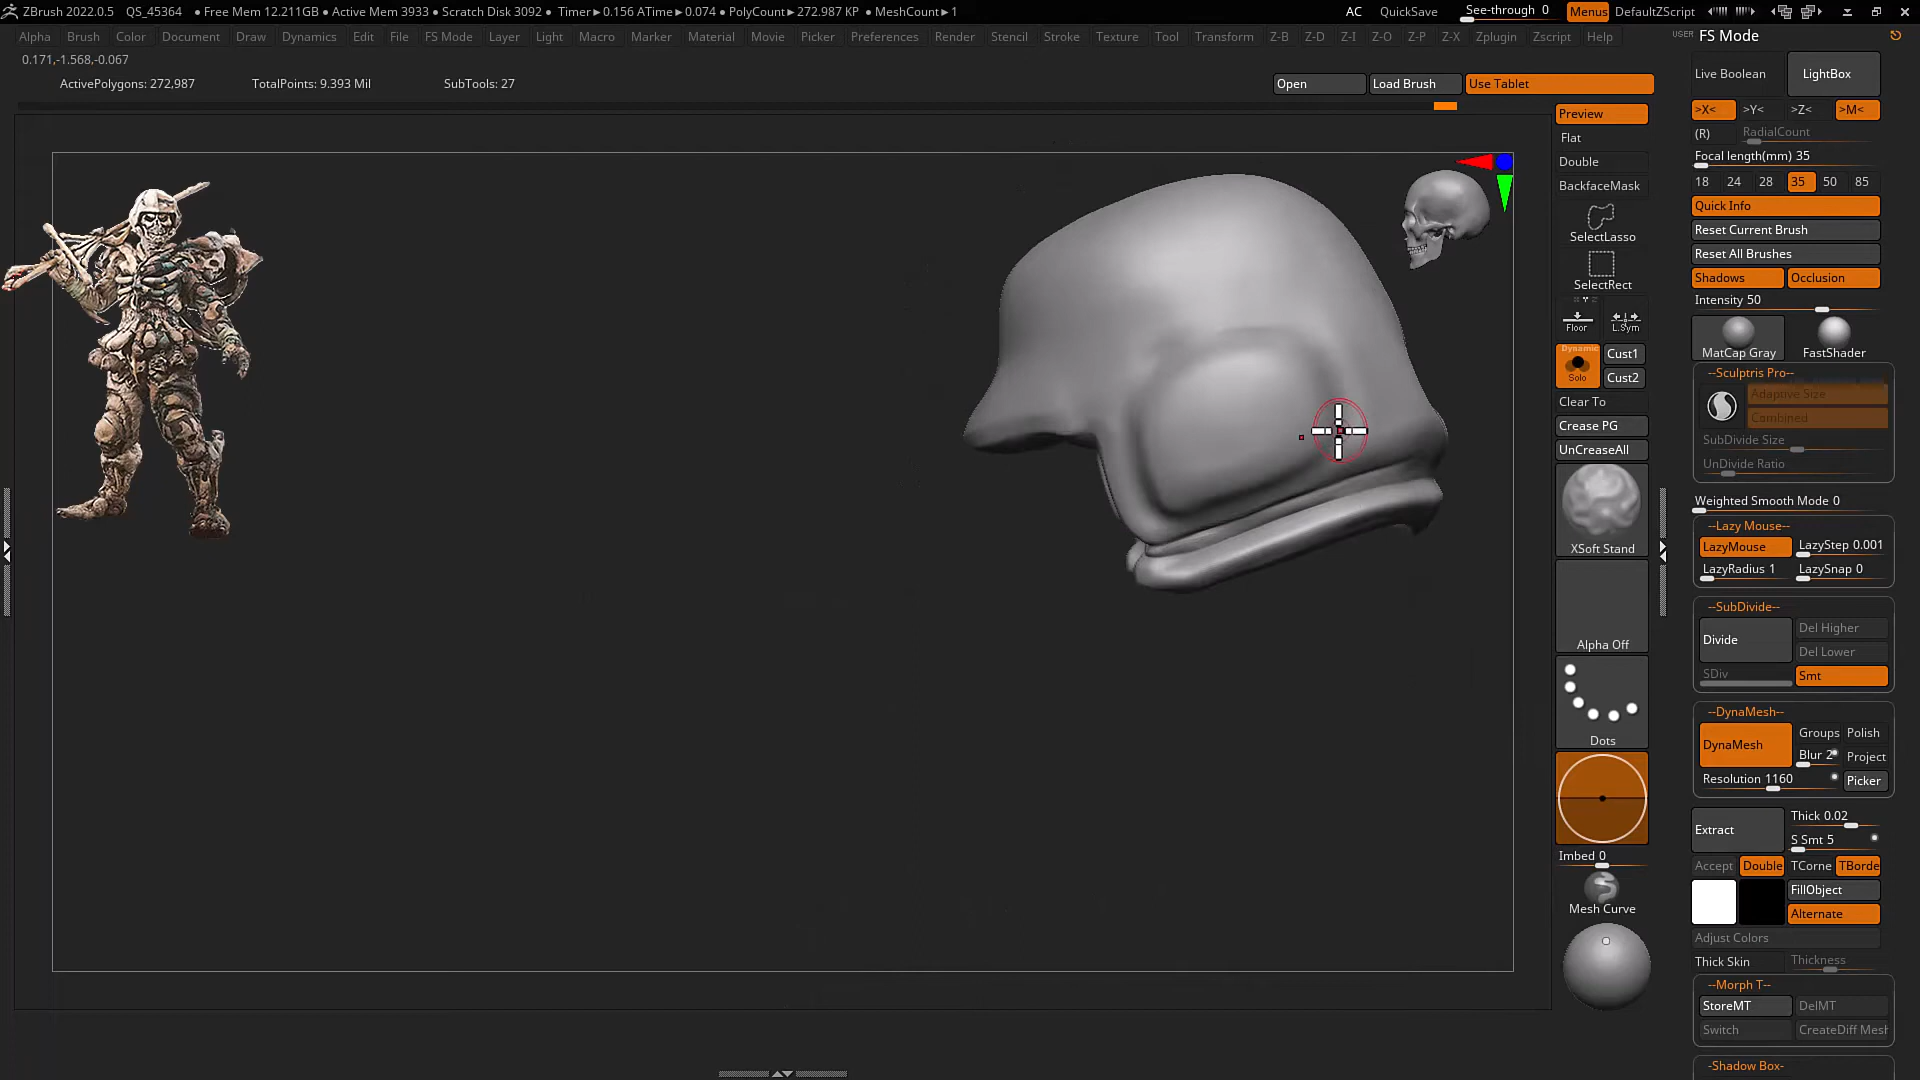 ZBrush 2022.0.5 QS_45364 ● Free Mem 12.211GB ● Active Mem 3933 ● Scratch Disk 3092 ● Timer►0.156 ATime►0.074 ● PolyCount►272.987 KP ● MeshCount►1 AC QuickSave See-through 0 Menus DefaultZScript
Alpha Brush Color Document Draw Dynamics Edit File FS Mode Layer Light Macro Marker Material Movie Picker Preferences Render Stencil Stroke Texture Tool Transform Z-B Z-D Z-I Z-O Z-P Z-X Zplugin Zscript Help USER FS Mode
0.171,-1.568,-0.067
ActivePolygons: 272,987 TotalPoints: 9.393 Mil SubTools: 27 Open Load Brush Use Tablet
Preview
Flat
Double
BackfaceMask
SelectLasso
SelectRect
Floor L.Sym
Dynamic
Solo
Cust1
Cust2
Clear To
Crease PG
UnCreaseAll
XSoft Stand
Alpha Off
Dots
Imbed 0
Mesh Curve
Live Boolean LightBox
>X< >Y< >Z< >M<
(R) RadialCount
Focal length(mm) 35
18 24 28 35 50 85
Quick Info
Reset Current Brush
Reset All Brushes
Shadows Occlusion
Intensity 50
MatCap Gray FastShader
--Sculptris Pro--
Adaptive Size
Combined
SubDivide Size
UnDivide Ratio
Weighted Smooth Mode 0
--Lazy Mouse--
LazyMouse LazyStep 0.001
LazyRadius 1 LazySnap 0
--SubDivide--
Divide Del Higher
Del Lower
SDiv Smt
--DynaMesh--
DynaMesh Groups Polish
Blur 2 Project
Resolution 1160 Picker
Extract Thick 0.02
S Smt 5
Accept Double TCorne TBorde
FillObject
Alternate
Adjust Colors
Thick Skin Thickness
--Morph T--
StoreMT DelMT
Switch CreateDiff Mesh
-Shadow Box-